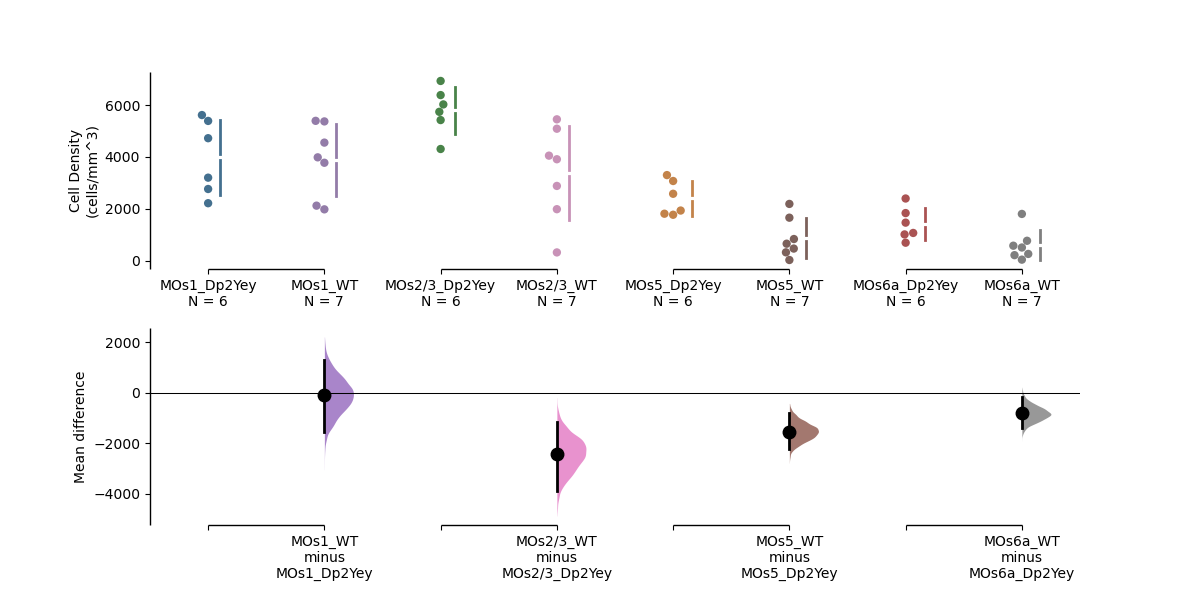 6000
4000
2000
0
Cell Density
(cells/mm^3)
MOs1_Dp2Yey
N = 6
MOs1_WT
N = 7
MOs2/3_Dp2Yey
N = 6
MOs2/3_WT
N = 7
MOs5_Dp2Yey
N = 6
MOs5_WT
N = 7
MOs6a_Dp2Yey
N = 6
MOs6a_WT
N = 7
2000
0
−2000
−4000
Mean difference
MOs1_WT
minus
MOs1_Dp2Yey
MOs2/3_WT
minus
MOs2/3_Dp2Yey
MOs5_WT
minus
MOs5_Dp2Yey
MOs6a_WT
minus
MOs6a_Dp2Yey